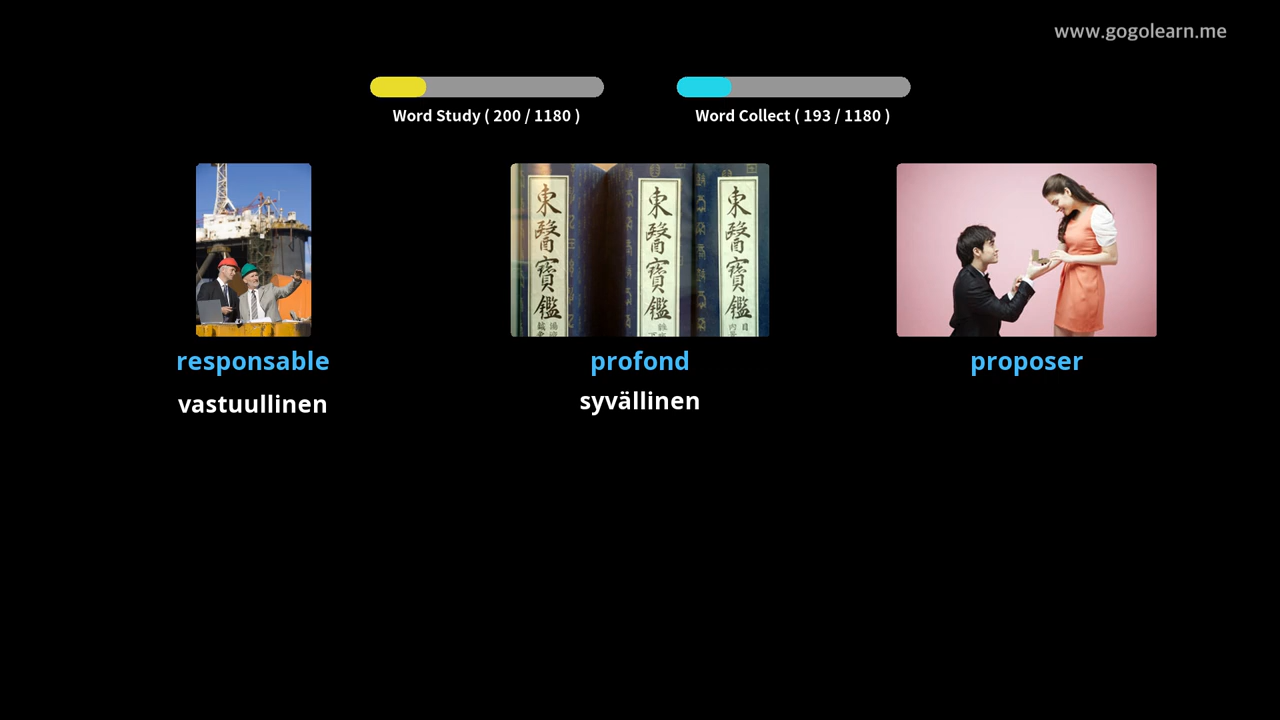 www.gogolearn.me
Word Study ( 200 / 1180 )
Word Collect ( 193 / 1180 )
東醫寶鑑
東醫寶鑑
東醫寶鑑
responsable
profond
proposer
vastuullinen
syvällinen